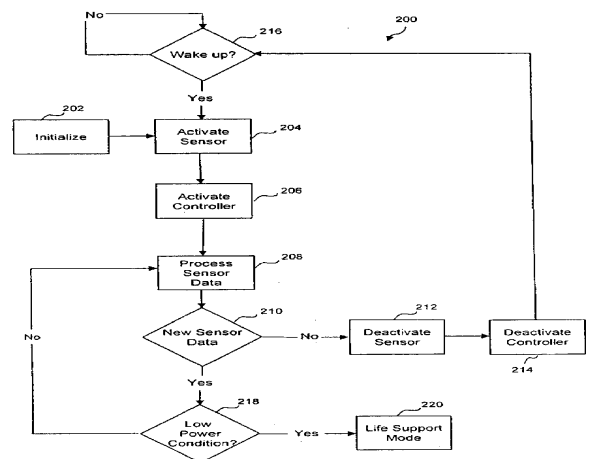 No
216
200
Wake up?
Yes
202
Initialize
Activate
Sensor
204
Activate
Controller
206
Process
Sensor
Data
208
210
New Sensor
Data
No
212
Deactivate
Sensor
Deactivate
Controller
214
No
Yes
218
Low
Power
Condition?
Yes
220
Life Support
Mode